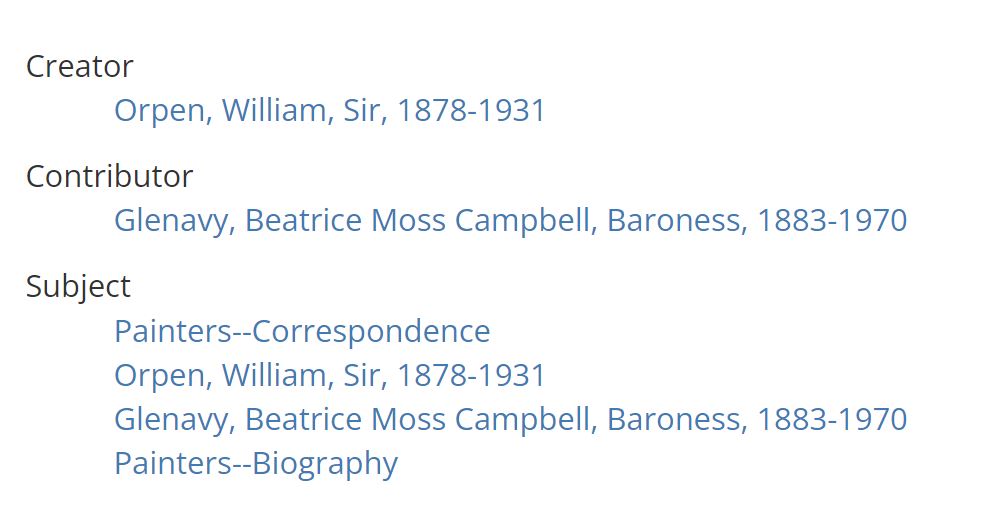 Creator
Orpen, William, Sir, 1878-1931
Contributor
Glenavy, Beatrice Moss Campbell, Baroness, 1883-1970
Subject
Painters--Correspondence
Orpen, William, Sir, 1878-1931
Glenavy, Beatrice Moss Campbell, Baroness, 1883-1970
Painters--Biography